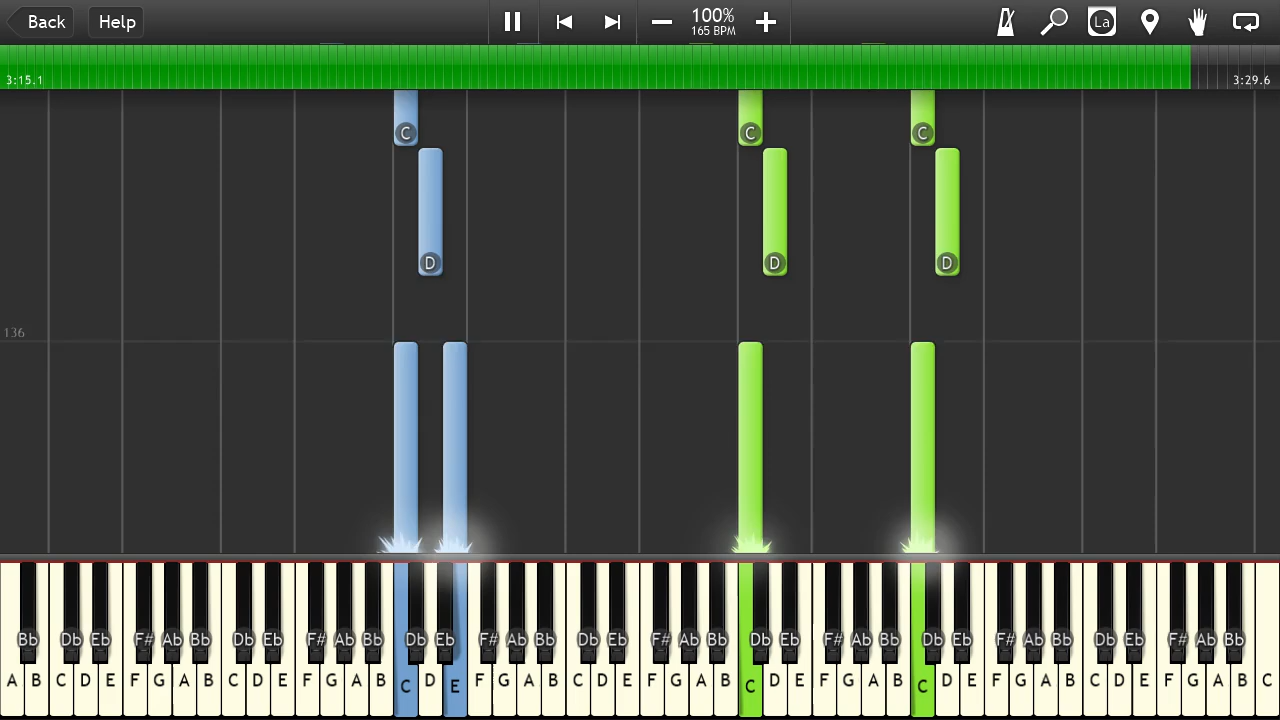 Back Help 100% La
165 BPM
3:15.1 3:29.6
C C C
D D D
136
Bb Db Eb F# Ab Bb Db Eb F# Ab Bb Db Eb F# Ab Bb Db Eb F# Ab Bb Db Eb F# Ab Bb Db Eb F# Ab Bb Db Eb F# Ab Bb
A B C D E F G A B C D E F G A B C D E F G A B C D E F G A B C D E F G A B C D E F G A B C D E F G A B C